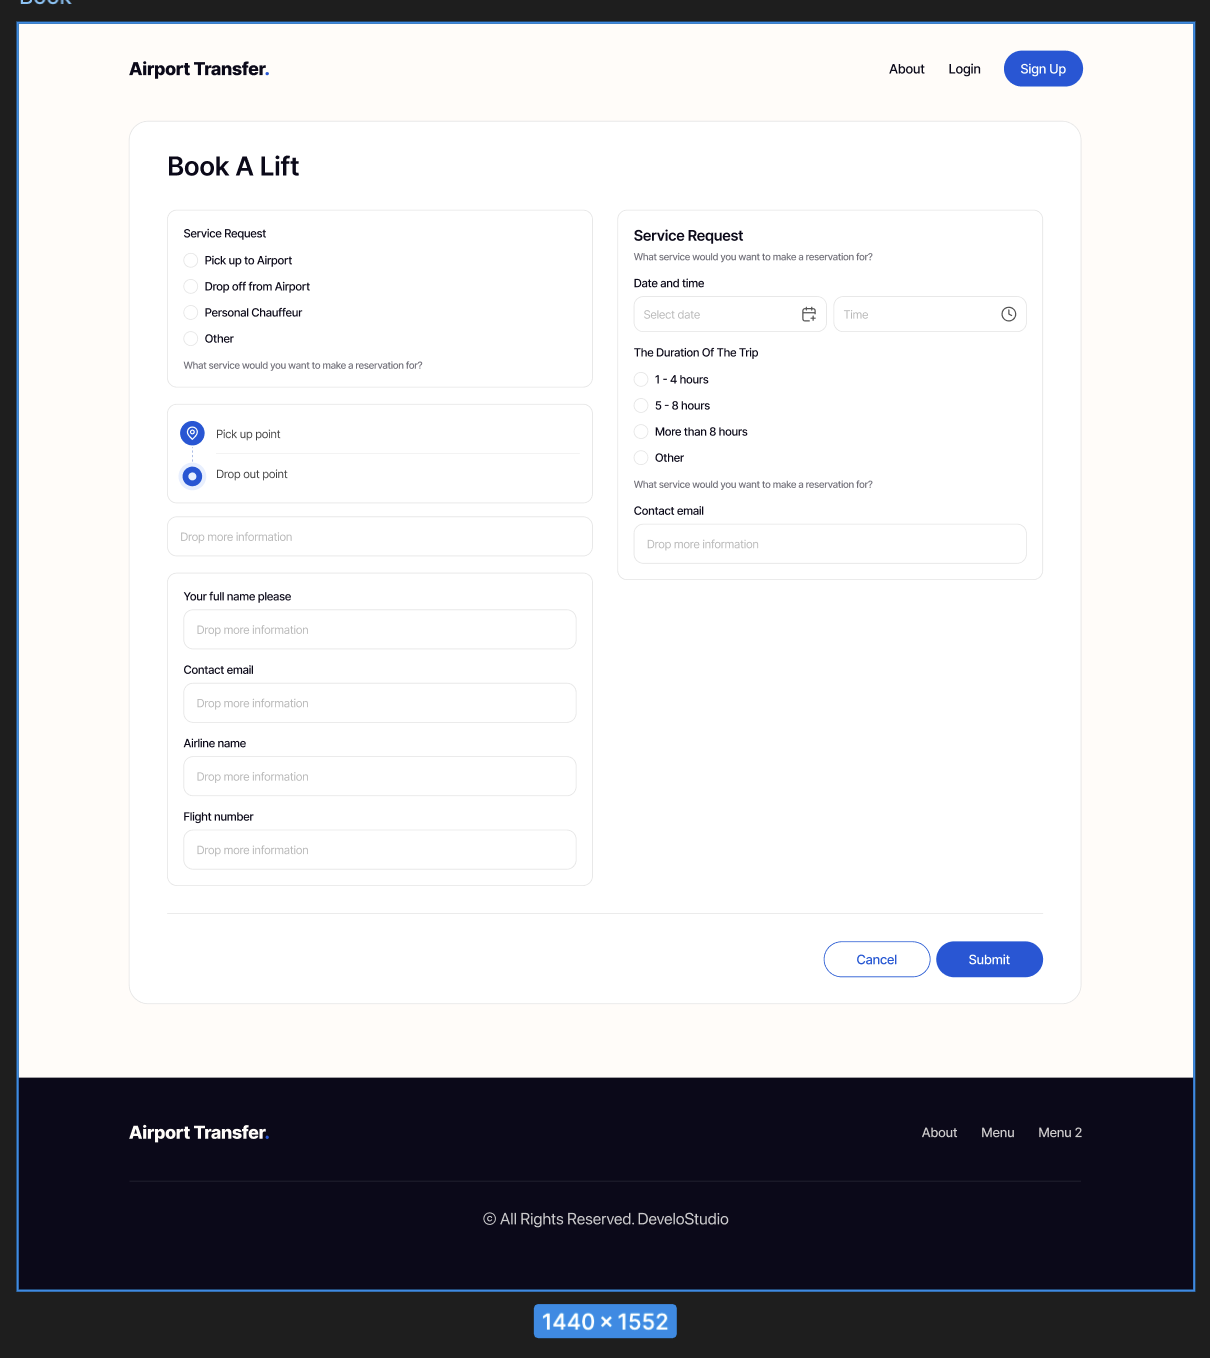 Book
Airport Transfer.
About Login Sign Up
Book A Lift
Service Request
Pick up to Airport
Drop off from Airport
Personal Chauffeur
Other
What service would you want to make a reservation for?
Pick up point
Drop out point
Drop more information
Your full name please
Drop more information
Contact email
Drop more information
Airline name
Drop more information
Flight number
Drop more information
Service Request
What service would you want to make a reservation for?
Date and time
Select date Time
The Duration Of The Trip
1 - 4 hours
5 - 8 hours
More than 8 hours
Other
What service would you want to make a reservation for?
Contact email
Drop more information
Cancel Submit
Airport Transfer.
About Menu Menu 2
© All Rights Reserved. DeveloStudio
1440 × 1552